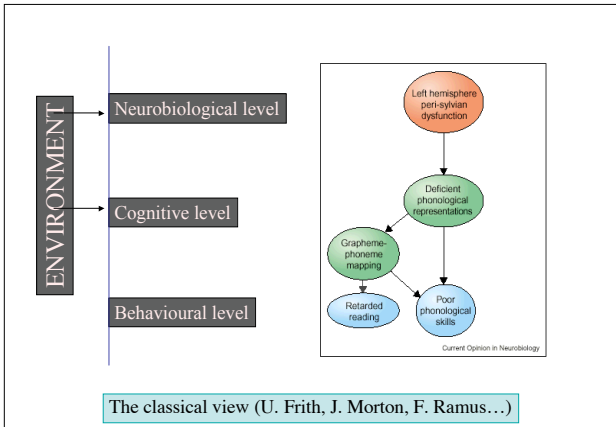 ENVIRONMENT
Neurobiological level
Cognitive level
Behavioural level
Left hemisphere
peri-sylvian
dysfunction
Deficient
phonological
representations
Grapheme-
phoneme
mapping
Retarded
reading
Poor
phonological
skills
Current Opinion in Neurobiology
The classical view (U. Frith, J. Morton, F. Ramus…)